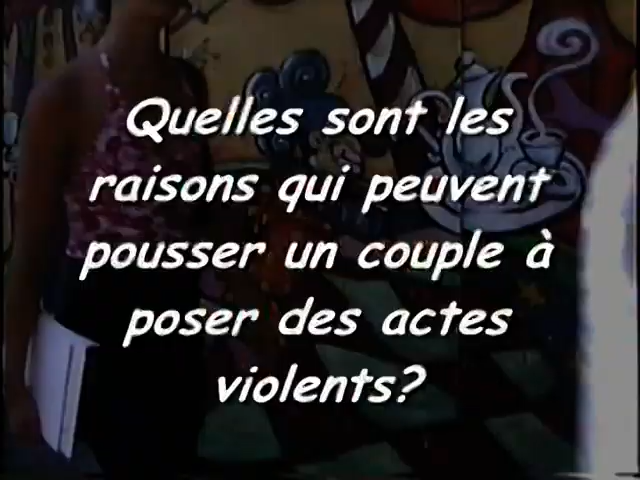 Quelles sont les
raisons qui peuvent
pousser un couple à
poser des actes
violents?